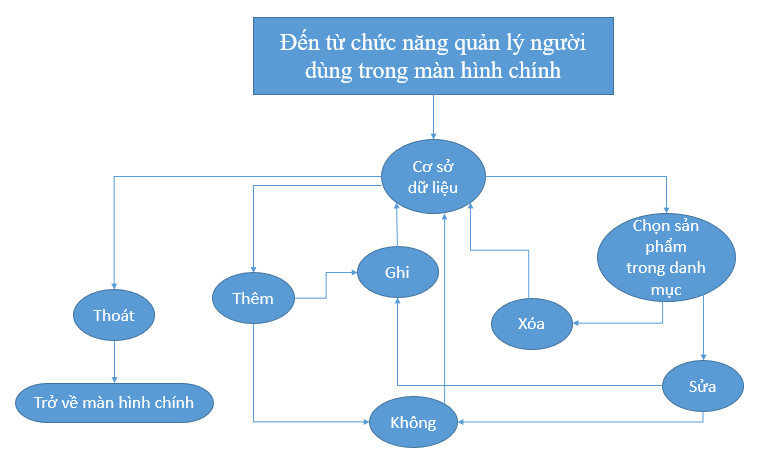 Đến từ chức năng quản lý người
dùng trong màn hình chính
Cơ sở
dữ liệu
Chọn sản
phẩm
trong danh
mục
Ghi
Thêm
Thoát
Xóa
Sửa
Trở về màn hình chính
Không